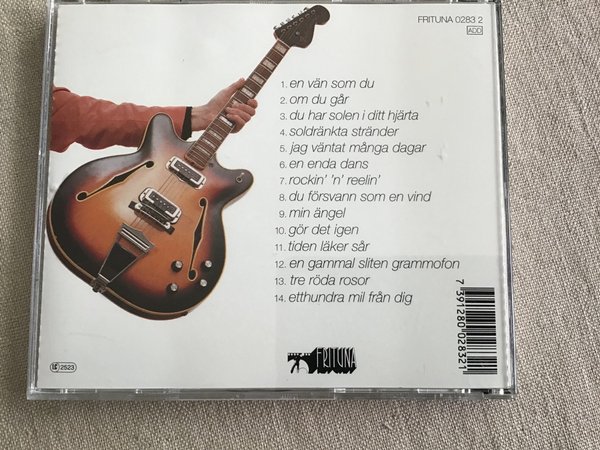 FRITUNA 0283 2
ADD
1. en vän som du
2. om du går
3. du har solen i ditt hjärta
4. soldränkta stränder
5. jag väntat många dagar
6. en enda dans
7. rockin' 'n' reelin'
8. du försvann som en vind
9. min ängel
10. gör det igen
11. tiden läker sår
12. en gammal sliten grammofon
13. tre röda rosor
14. etthundra mil från dig
7 391280 028321
FRITUNA
LC 2523